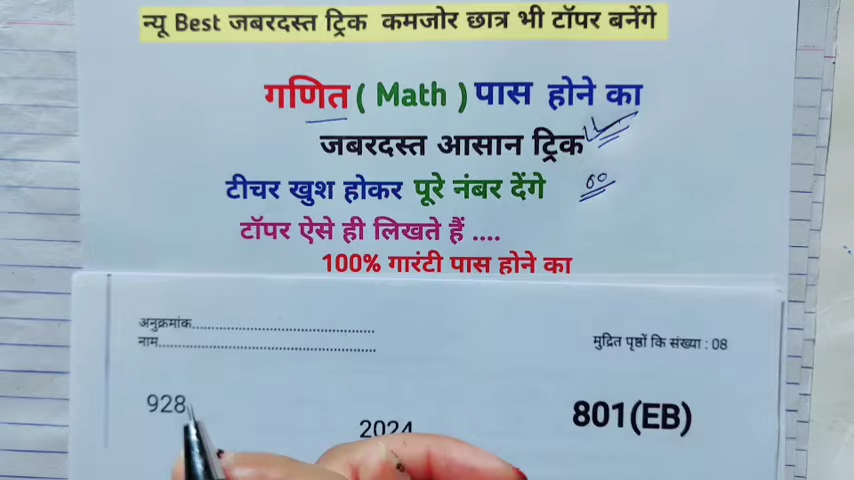 न्यू Best जबरदस्त ट्रिक कमजोर छात्र भी टॉपर बनेंगे
गणित ( Math ) पास होने का
जबरदस्त आसान ट्रिक
टीचर खुश होकर पूरे नंबर देंगे 60
टॉपर ऐसे ही लिखते हैं ....
100% गारंटी पास होने का
अनुक्रमांक.......................................................
नाम.................................................................
मुद्रित पृष्ठों कि संख्या : 08
928
2024
801(EB)